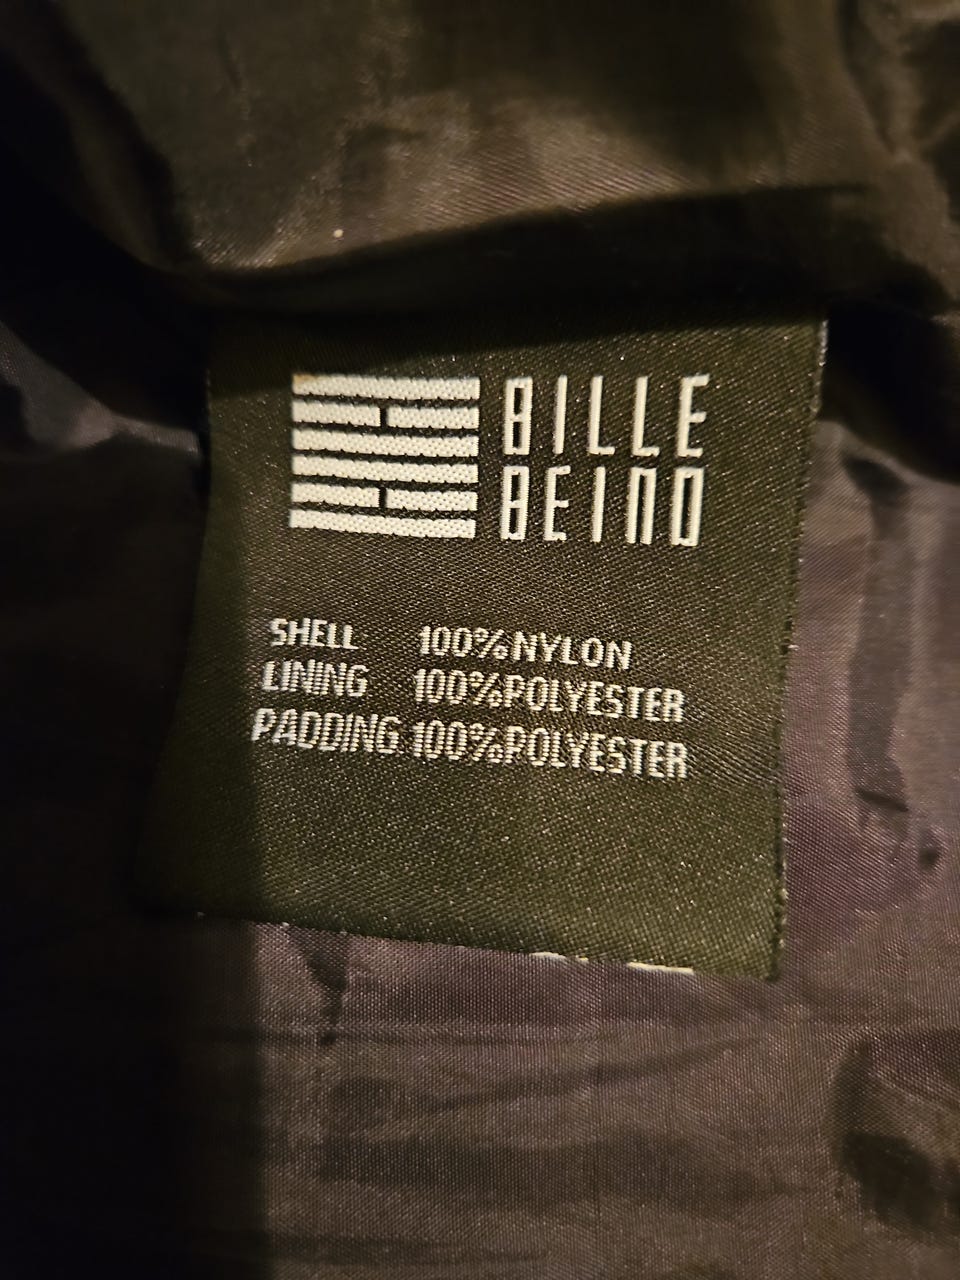 BILLE
BEINO
SHELL 100% NYLON
LINING 100% POLYESTER
PADDING 100% POLYESTER